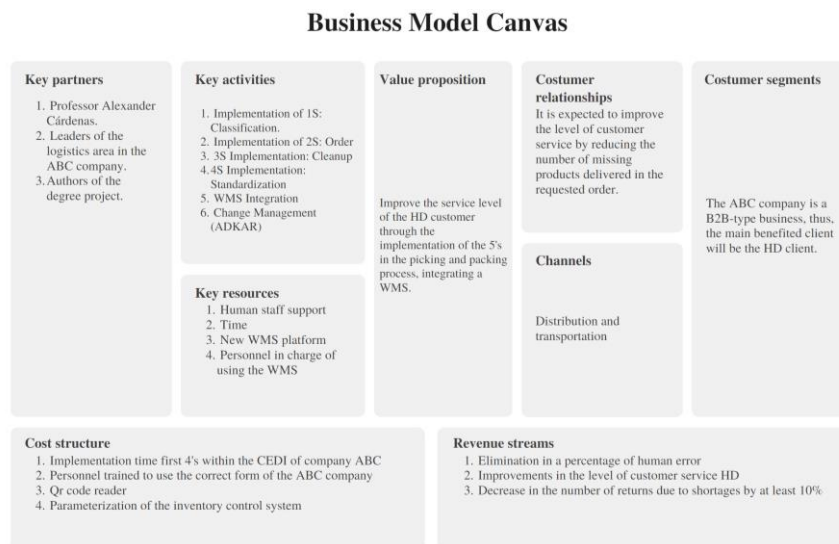 Business Model Canvas
Key partners
1. Professor Alexander
Cárdenas.
2. Leaders of the
logistics area in the
ABC company.
3. Authors of the
degree project.
Key activities
1. Implementation of 1S:
Classification.
2. Implementation of 2S: Order
3. 3S Implementation: Cleanup
4. 4S Implementation:
Standardization
5. WMS Integration
6. Change Management
(ADKAR)
Key resources
1. Human staff support
2. Time
3. New WMS platform
4. Personnel in charge of
using the WMS
Value proposition
Improve the service level
of the HD customer
through the
implementation of the 5's
in the picking and packing
process, integrating a
WMS.
Costumer
relationships
It is expected to improve
the level of customer
service by reducing the
number of missing
products delivered in the
requested order.
Channels
Distribution and
transportation
Costumer segments
The ABC company is a
B2B-type business, thus,
the main benefited client
will be the HD client.
Cost structure
1. Implementation time first 4's within the CEDI of company ABC
2. Personnel trained to use the correct form of the ABC company
3. Qr code reader
4. Parameterization of the inventory control system
Revenue streams
1. Elimination in a percentage of human error
2. Improvements in the level of customer service HD
3. Decrease in the number of returns due to shortages by at least 10%